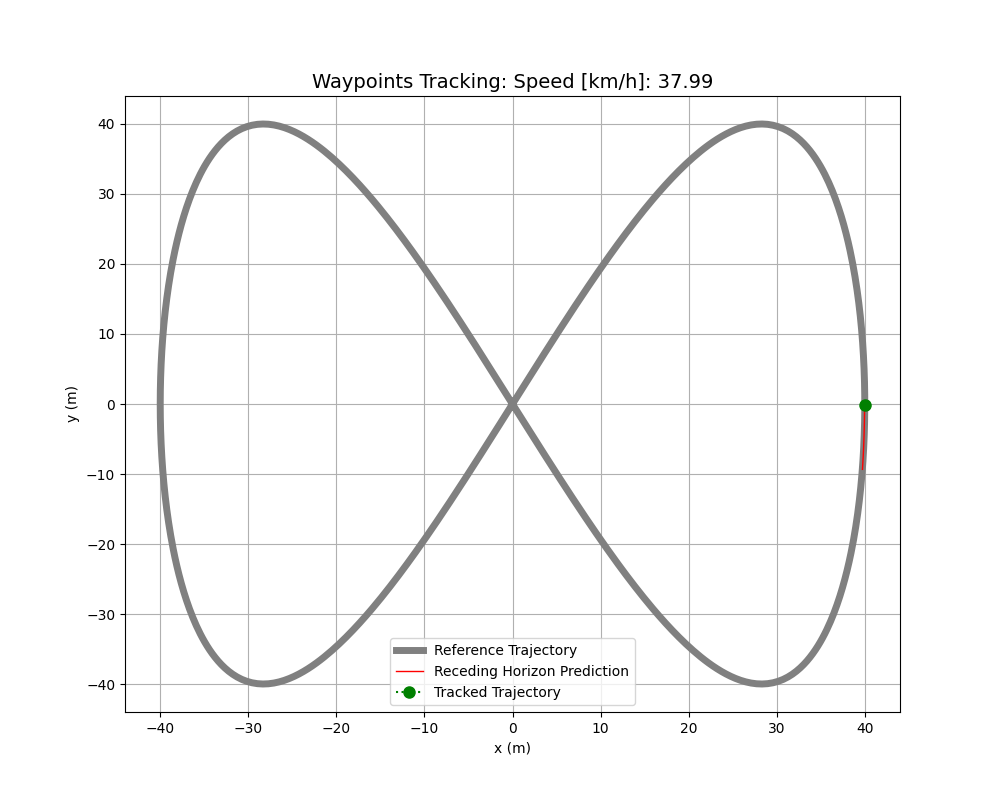 Waypoints Tracking: Speed [km/h]: 37.99
40
30
20
10
0
−10
−20
−30
−40
y (m)
−40 −30 −20 −10 0 10 20 30 40
x (m)
Reference Trajectory
Receding Horizon Prediction
Tracked Trajectory